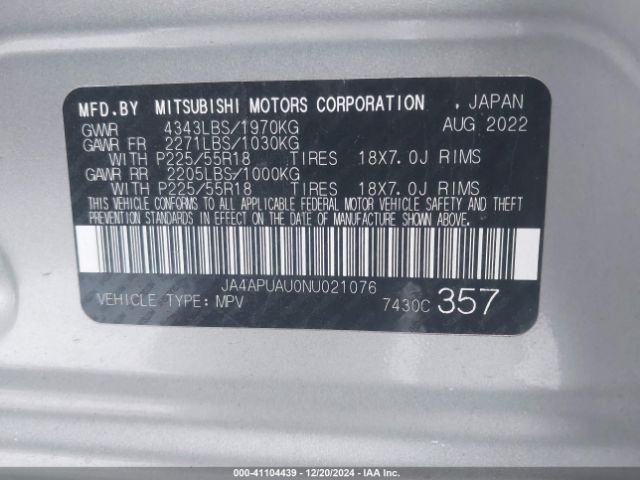 MFD.BY MITSUBISHI MOTORS CORPORATION , JAPAN
GVWR 4343LBS/1970KG AUG 2022
GAWR FR 2271LBS/1030KG
WITH P225/55R18 TIRES 18X7.0J RIMS
GAWR RR 2205LBS/1000KG
WITH P225/55R18 TIRES 18X7.0J RIMS
THIS VEHICLE CONFORMS TO ALL APPLICABLE FEDERAL MOTOR VEHICLE SAFETY AND THEFT
PREVENTION STANDARDS IN EFFECT ON THE DATE OF MANUFACTURE SHOWN ABOVE.
JA4APUAU0NU021076
VEHICLE TYPE: MPV 7430C 357
000-41104439 - 12/20/2024 - IAAI.COM